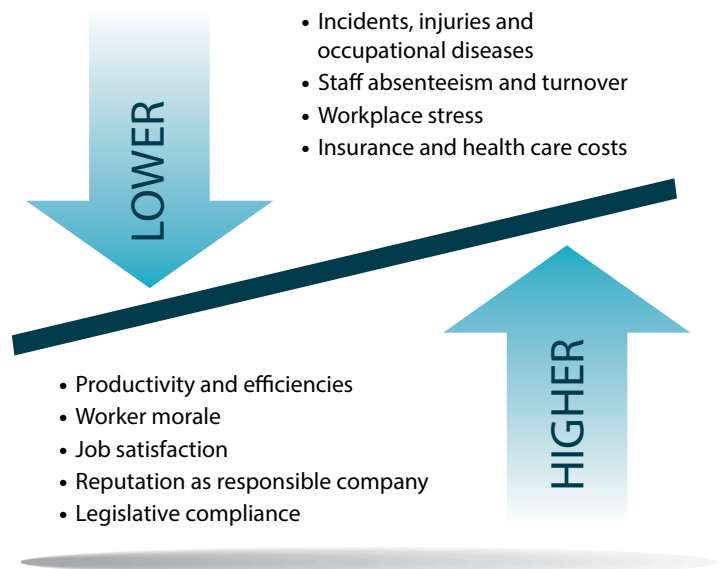 LOWER
• Incidents, injuries and
occupational diseases
• Staff absenteeism and turnover
• Workplace stress
• Insurance and health care costs
• Productivity and efficiencies
• Worker morale
• Job satisfaction
• Reputation as responsible company
• Legislative compliance
HIGHER